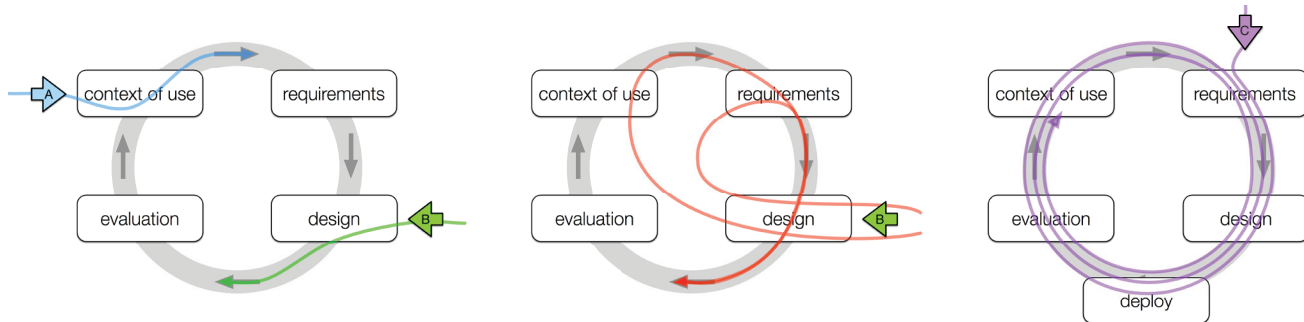 A
context of use
requirements
evaluation
design
B
context of use
requirements
evaluation
design
B
C
context of use
requirements
evaluation
design
deploy